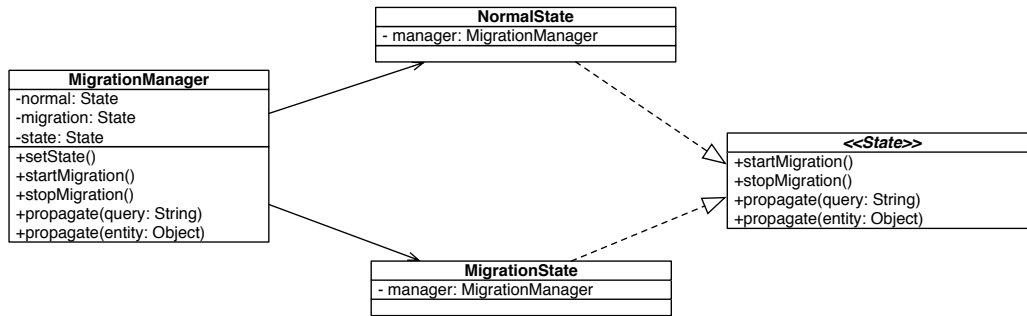 NormalState
- manager: MigrationManager
MigrationManager
-normal: State
-migration: State
-state: State
+setState()
+startMigration()
+stopMigration()
+propagate(query: String)
+propagate(entity: Object)
<<State>>
+startMigration()
+stopMigration()
+propagate(query: String)
+propagate(entity: Object)
MigrationState
- manager: MigrationManager